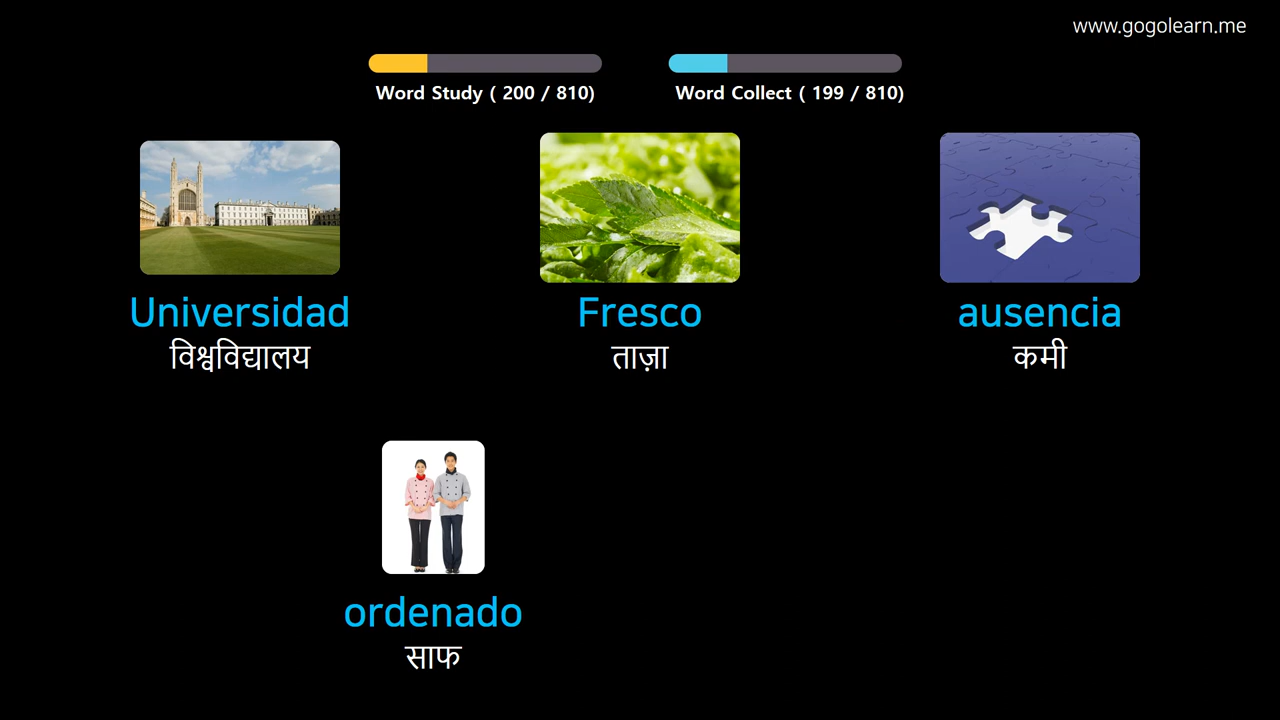 www.gogolearn.me
Word Study ( 200 / 810)
Word Collect ( 199 / 810)
Universidad
विश्वविद्यालय
Fresco
ताज़ा
ausencia
कमी
ordenado
साफ